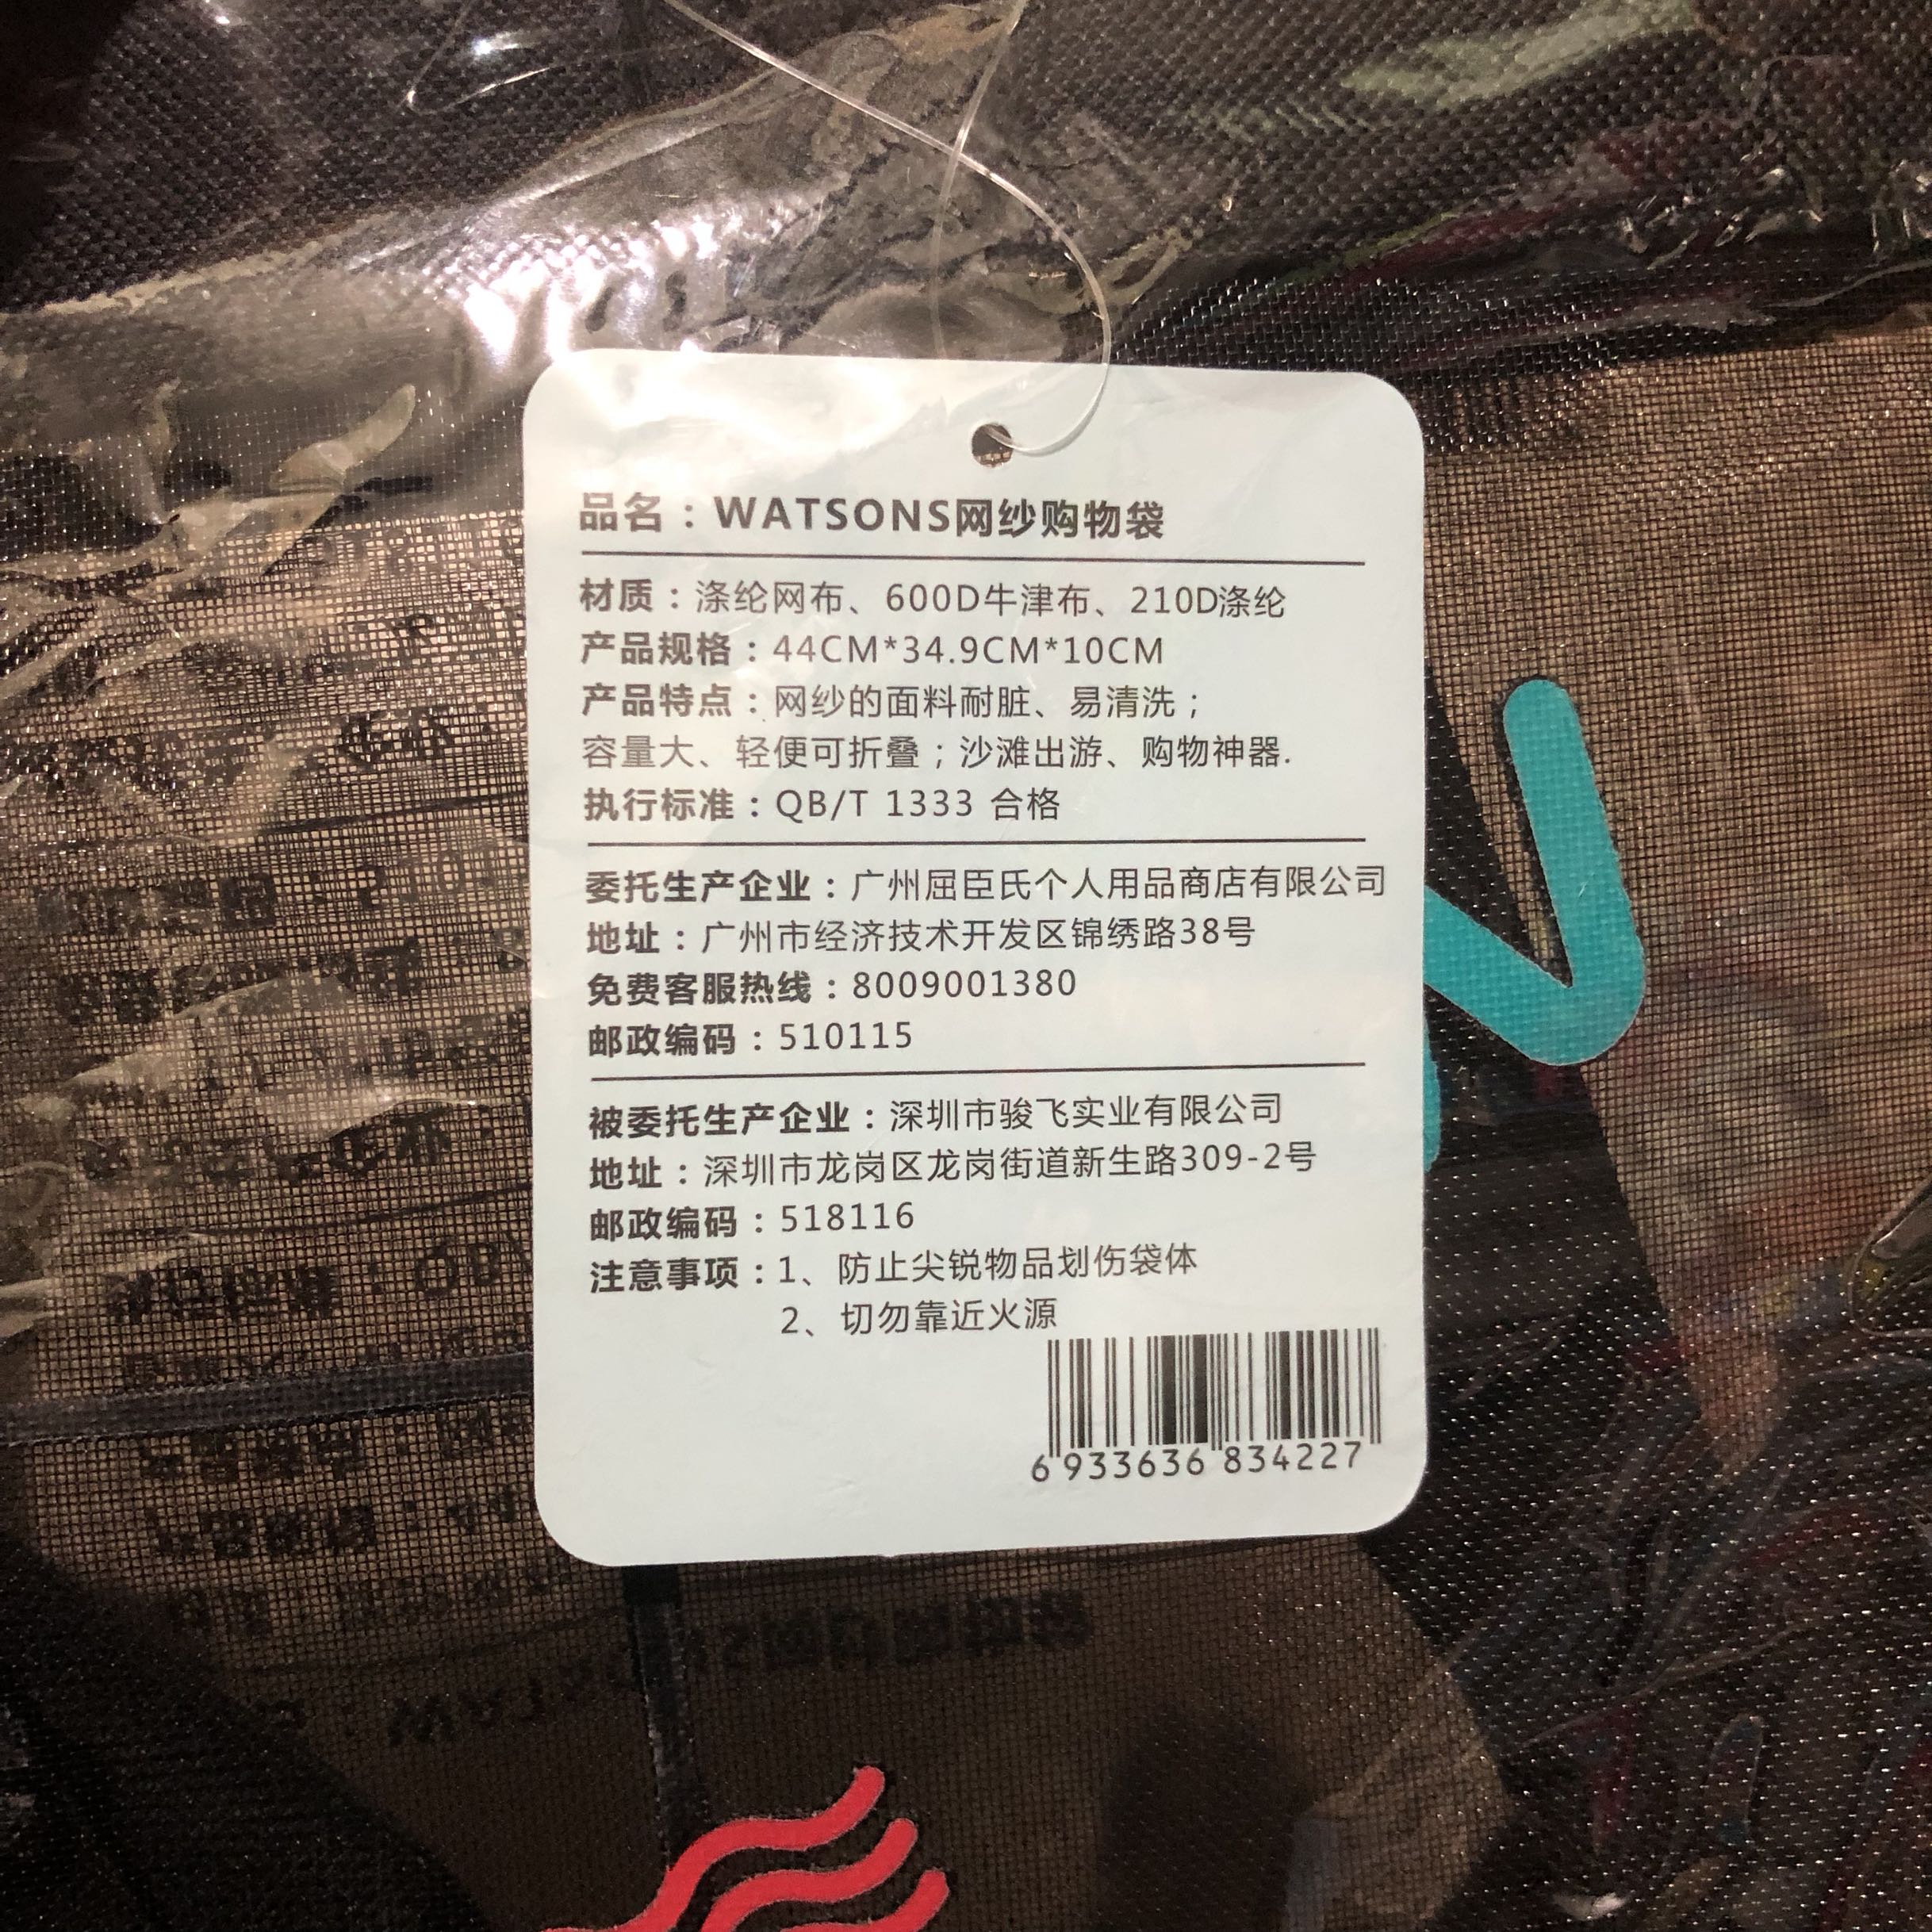 品名：WATSONS网纱购物袋
材质：涤纶网布、600D牛津布、210D涤纶
产品规格：44CM*34.9CM*10CM
产品特点：网纱的面料耐脏、易清洗；
容量大、轻便可折叠；沙滩出游、购物神器.
执行标准：QB/T 1333 合格
委托生产企业：广州屈臣氏个人用品商店有限公司
地址：广州市经济技术开发区锦绣路38号
免费客服热线：8009001380
邮政编码：510115
被委托生产企业：深圳市骏飞实业有限公司
地址：深圳市龙岗区龙岗街道新生路309-2号
邮政编码：518116
注意事项：1、防止尖锐物品划伤袋体
2、切勿靠近火源
6 933636 834227